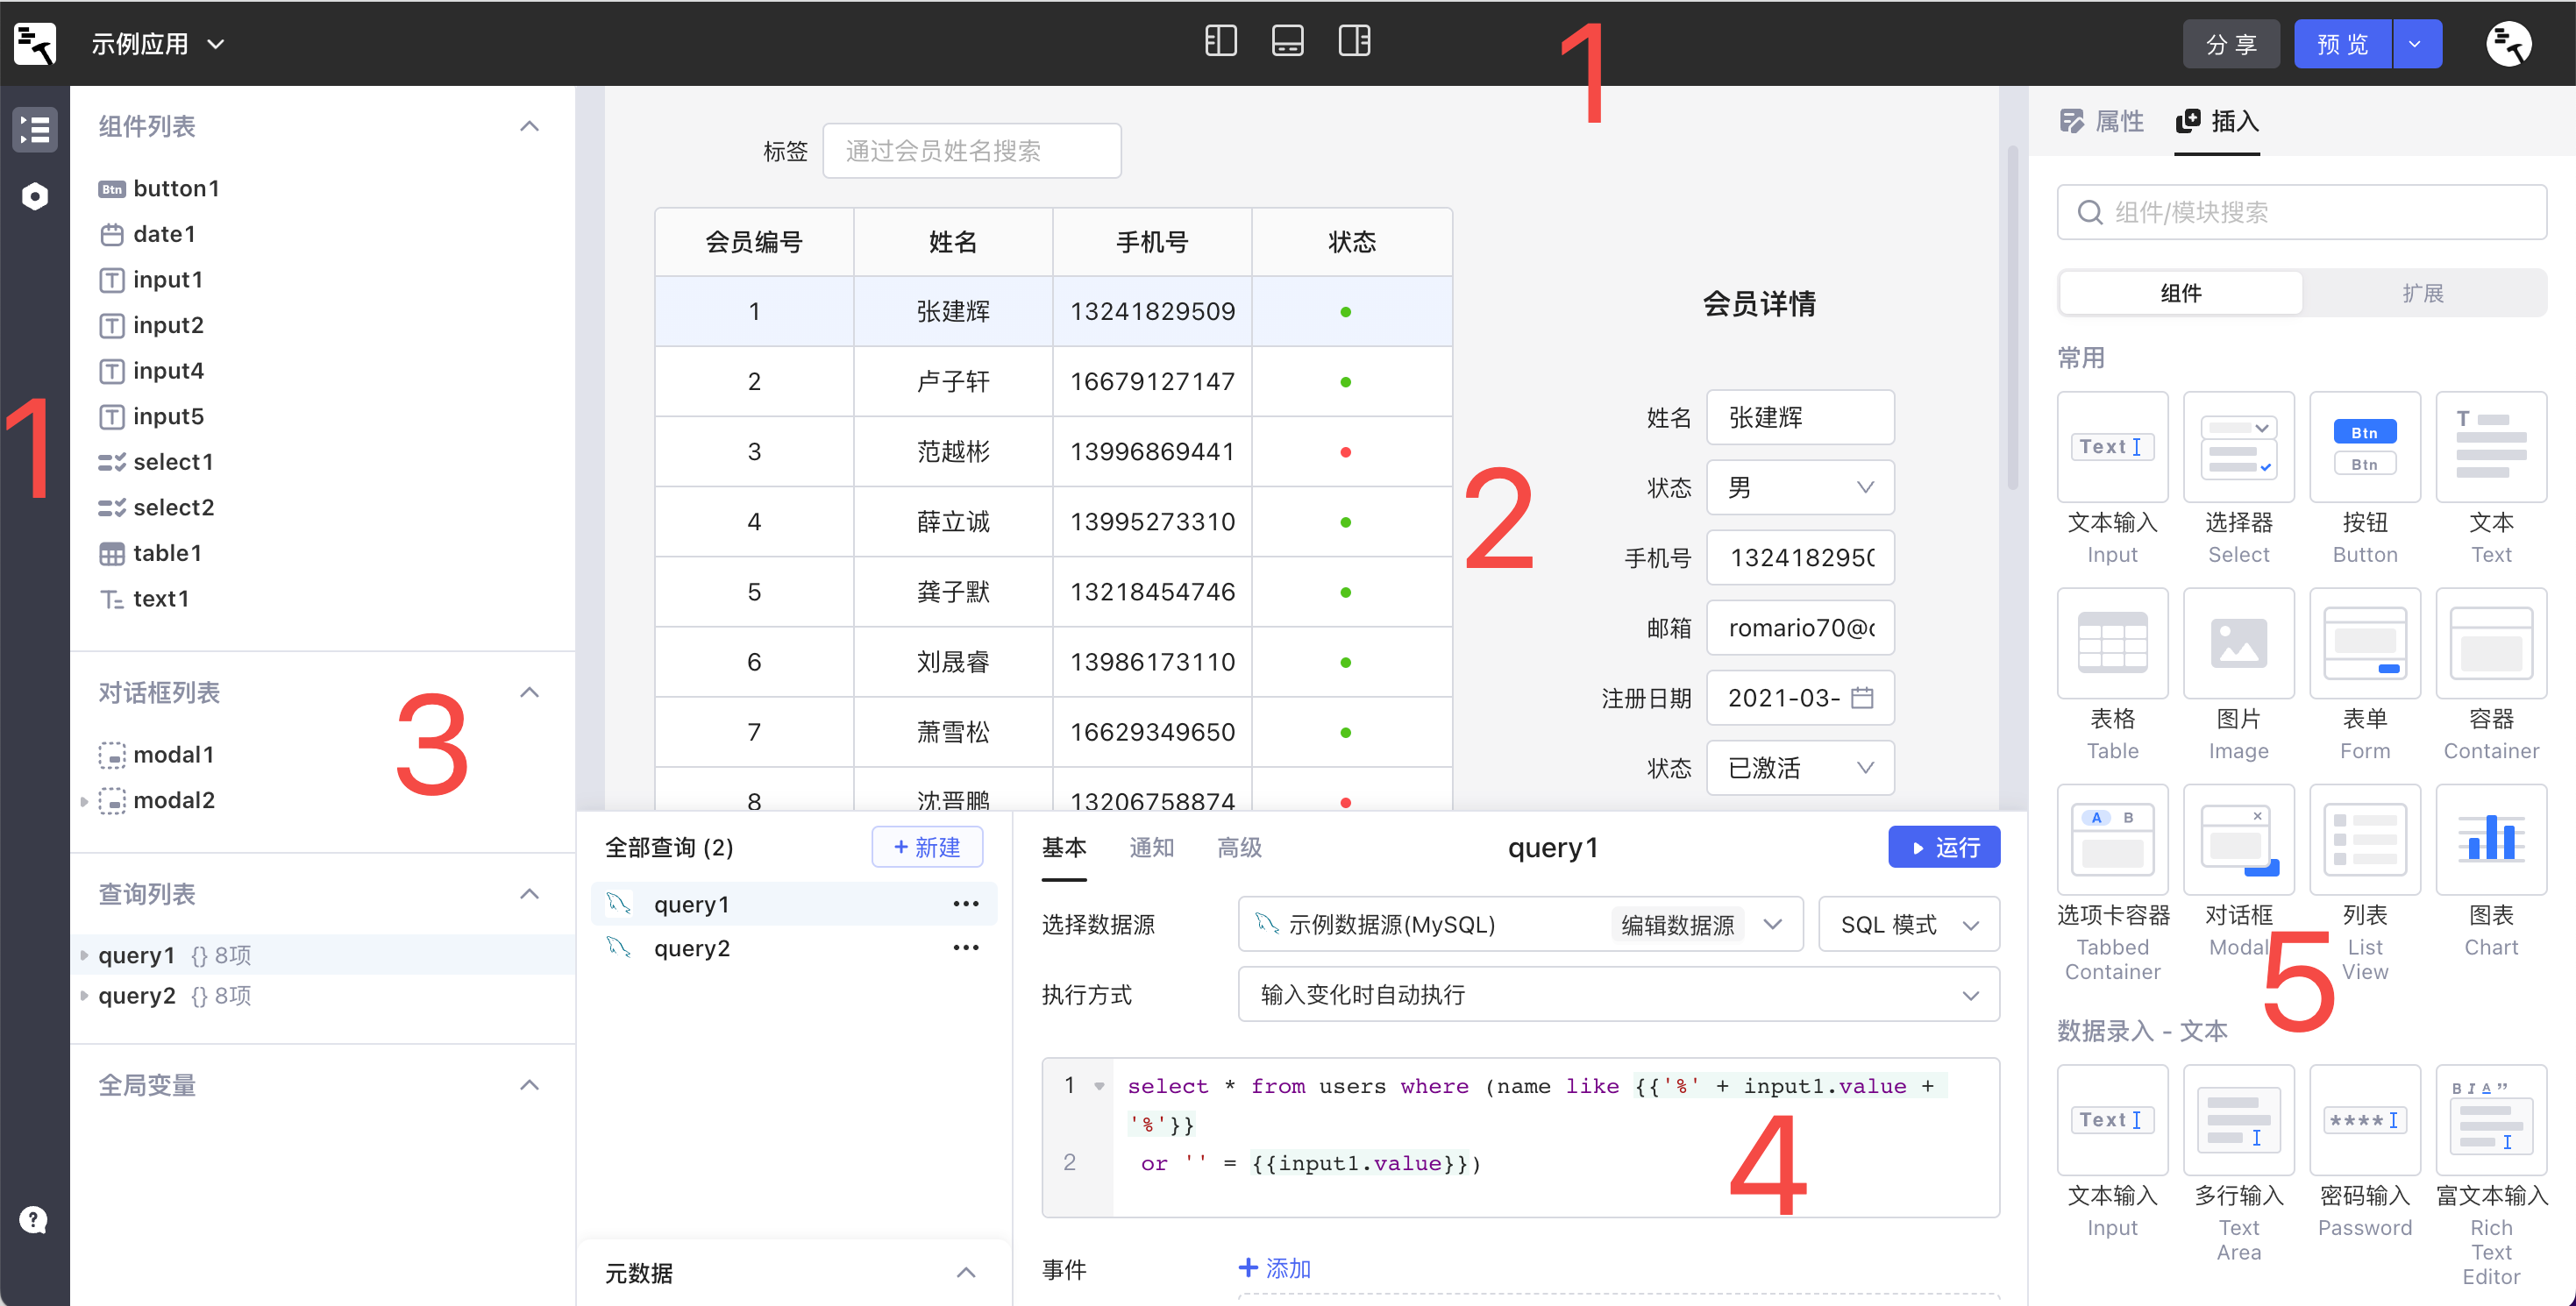 示例应用
1
分 享
预 览
组件列表
Btn button1
date1
input1
input2
input4
input5
select1
select2
table1
text1
1
对话框列表
modal1
modal2
3
查询列表
query1 {} 8项
query2 {} 8项
全局变量
标签 通过会员姓名搜索
会员编号 姓名 手机号 状态
1 张建辉 13241829509
2 卢子轩 16679127147
3 范越彬 13996869441
4 薛立诚 13995273310
5 龚子默 13218454746
6 刘晟睿 13986173110
7 萧雪松 16629349650
8 沈晋鹏 13206758874
2
会员详情
姓名 张建辉
状态 男
手机号 1324182950
邮箱 romario70@
注册日期 2021-03-
状态 已激活
全部查询 (2) + 新建
query1
query2
元数据
基本 通知 高级 query1 运行
选择数据源 示例数据源(MySQL) 编辑数据源 SQL 模式
执行方式 输入变化时自动执行
1 select * from users where (name like {{'%' + input1.value +
'%'}}
2 or '' = {{input1.value}})
4
事件 + 添加
属性 插入
组件/模块搜索
组件 扩展
常用
Text Btn Btn T
文本输入 选择器 按钮 文本
Input Select Button Text
表格 图片 表单 容器
Table Image Form Container
A B
选项卡容器 对话框 列表 图表
Tabbed Container Modal List View Chart
5
数据录入 - 文本
Text **** B I A ”
文本输入 多行输入 密码输入 富文本输入
Input Text Area Password Rich Text Editor